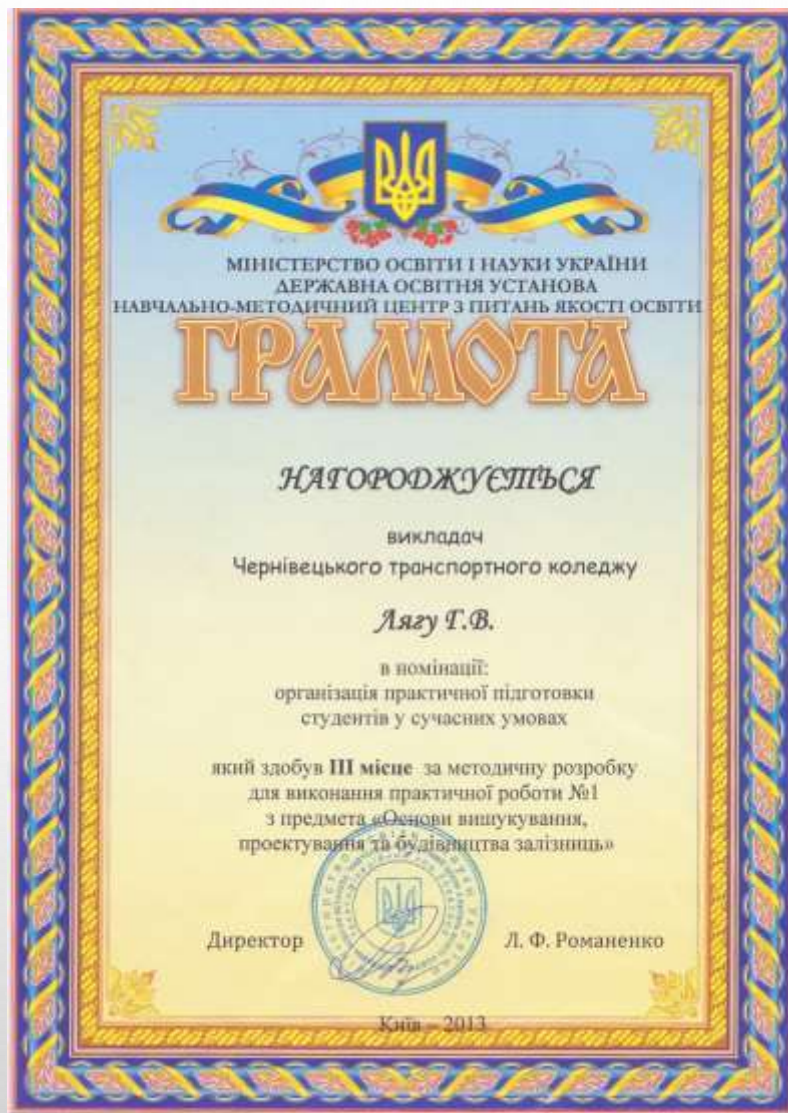 МІНІСТЕРСТВО ОСВІТИ І НАУКИ УКРАЇНИ
ДЕРЖАВНА ОСВІТНЯ УСТАНОВА
НАВЧАЛЬНО-МЕТОДИЧНИЙ ЦЕНТР З ПИТАНЬ ЯКОСТІ ОСВІТИ
ГРАМОТА
НАГОРОДЖУЄТЬСЯ
викладач
Чернівецького транспортного коледжу
Лягу Г.В.
в номінації:
організація практичної підготовки
студентів у сучасних умовах
який здобув ІІІ місце за методичну розробку
для виконання практичної роботи №1
з предмета «Основи вишукування,
проектування та будівництва залізниць»
Директор Л. Ф. Романенко
Київ – 2013